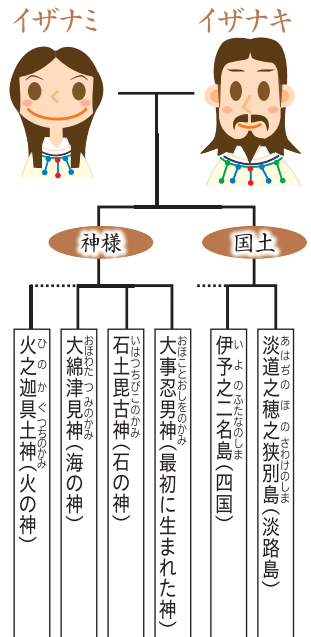 イザナミ
イザナキ
神様
国土
あはぢの ほ の さわけのしま
淡道之穂之狭別島(淡路島)
い よ の ふたなのしま
伊予之二名島(四国)
おほことおしをのかみ
大事忍男神(最初に生まれた神)
いはつちびこのかみ
石土毘古神(石の神)
おほわた つ みのかみ
大綿津見神(海の神)
ひ の か ぐ つちのかみ
火之迦具土神(火の神)